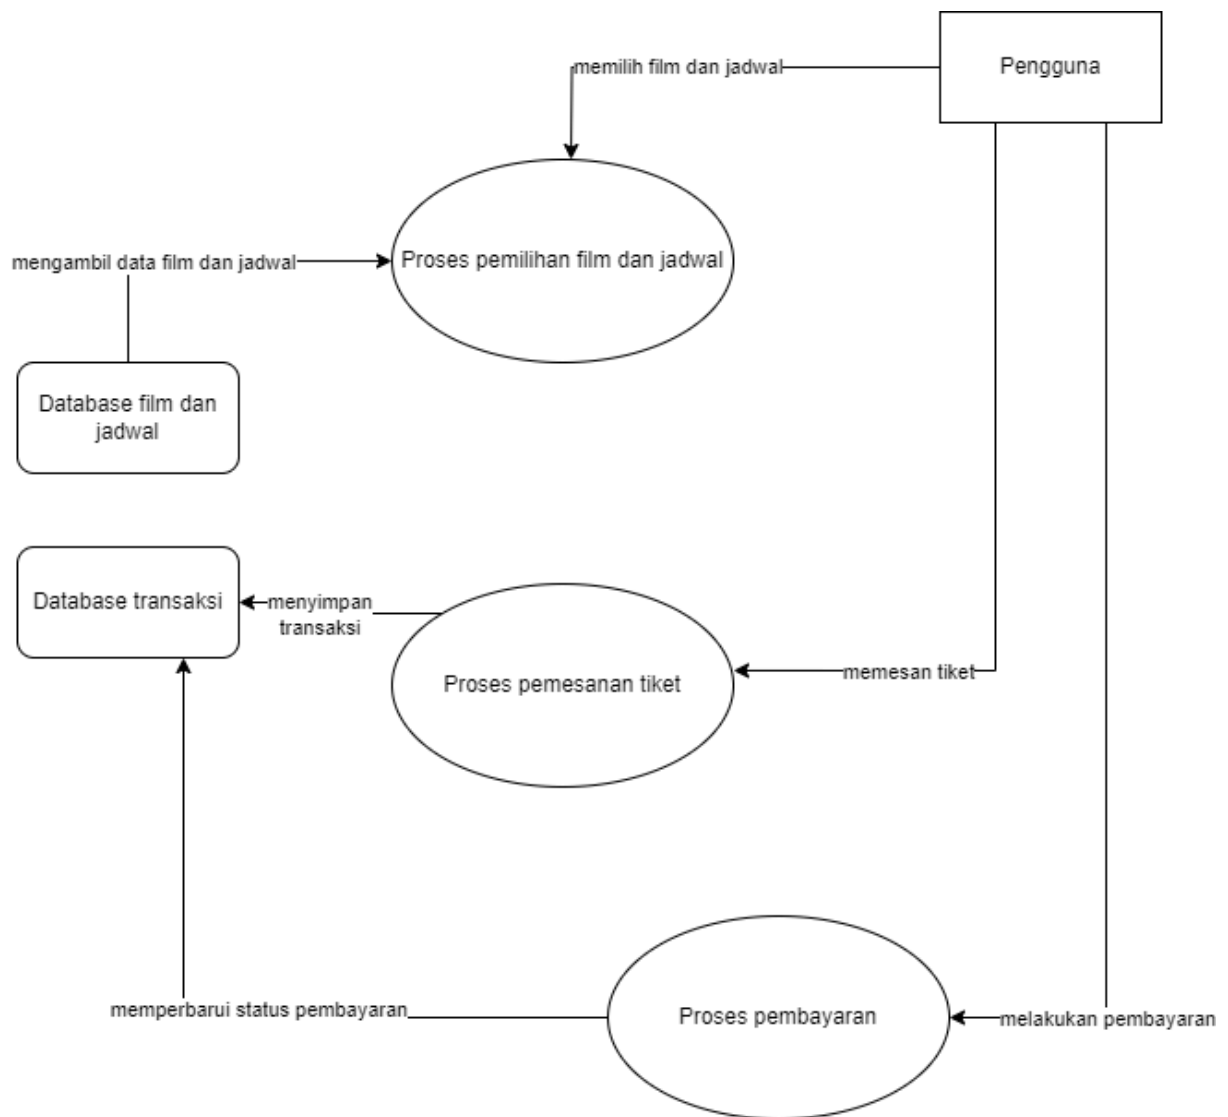 Pengguna
memilih film dan jadwal
Proses pemilihan film dan jadwal
mengambil data film dan jadwal
Database film dan
jadwal
Database transaksi
menyimpan
transaksi
Proses pemesanan tiket
memesan tiket
memperbarui status pembayaran
Proses pembayaran
melakukan pembayaran